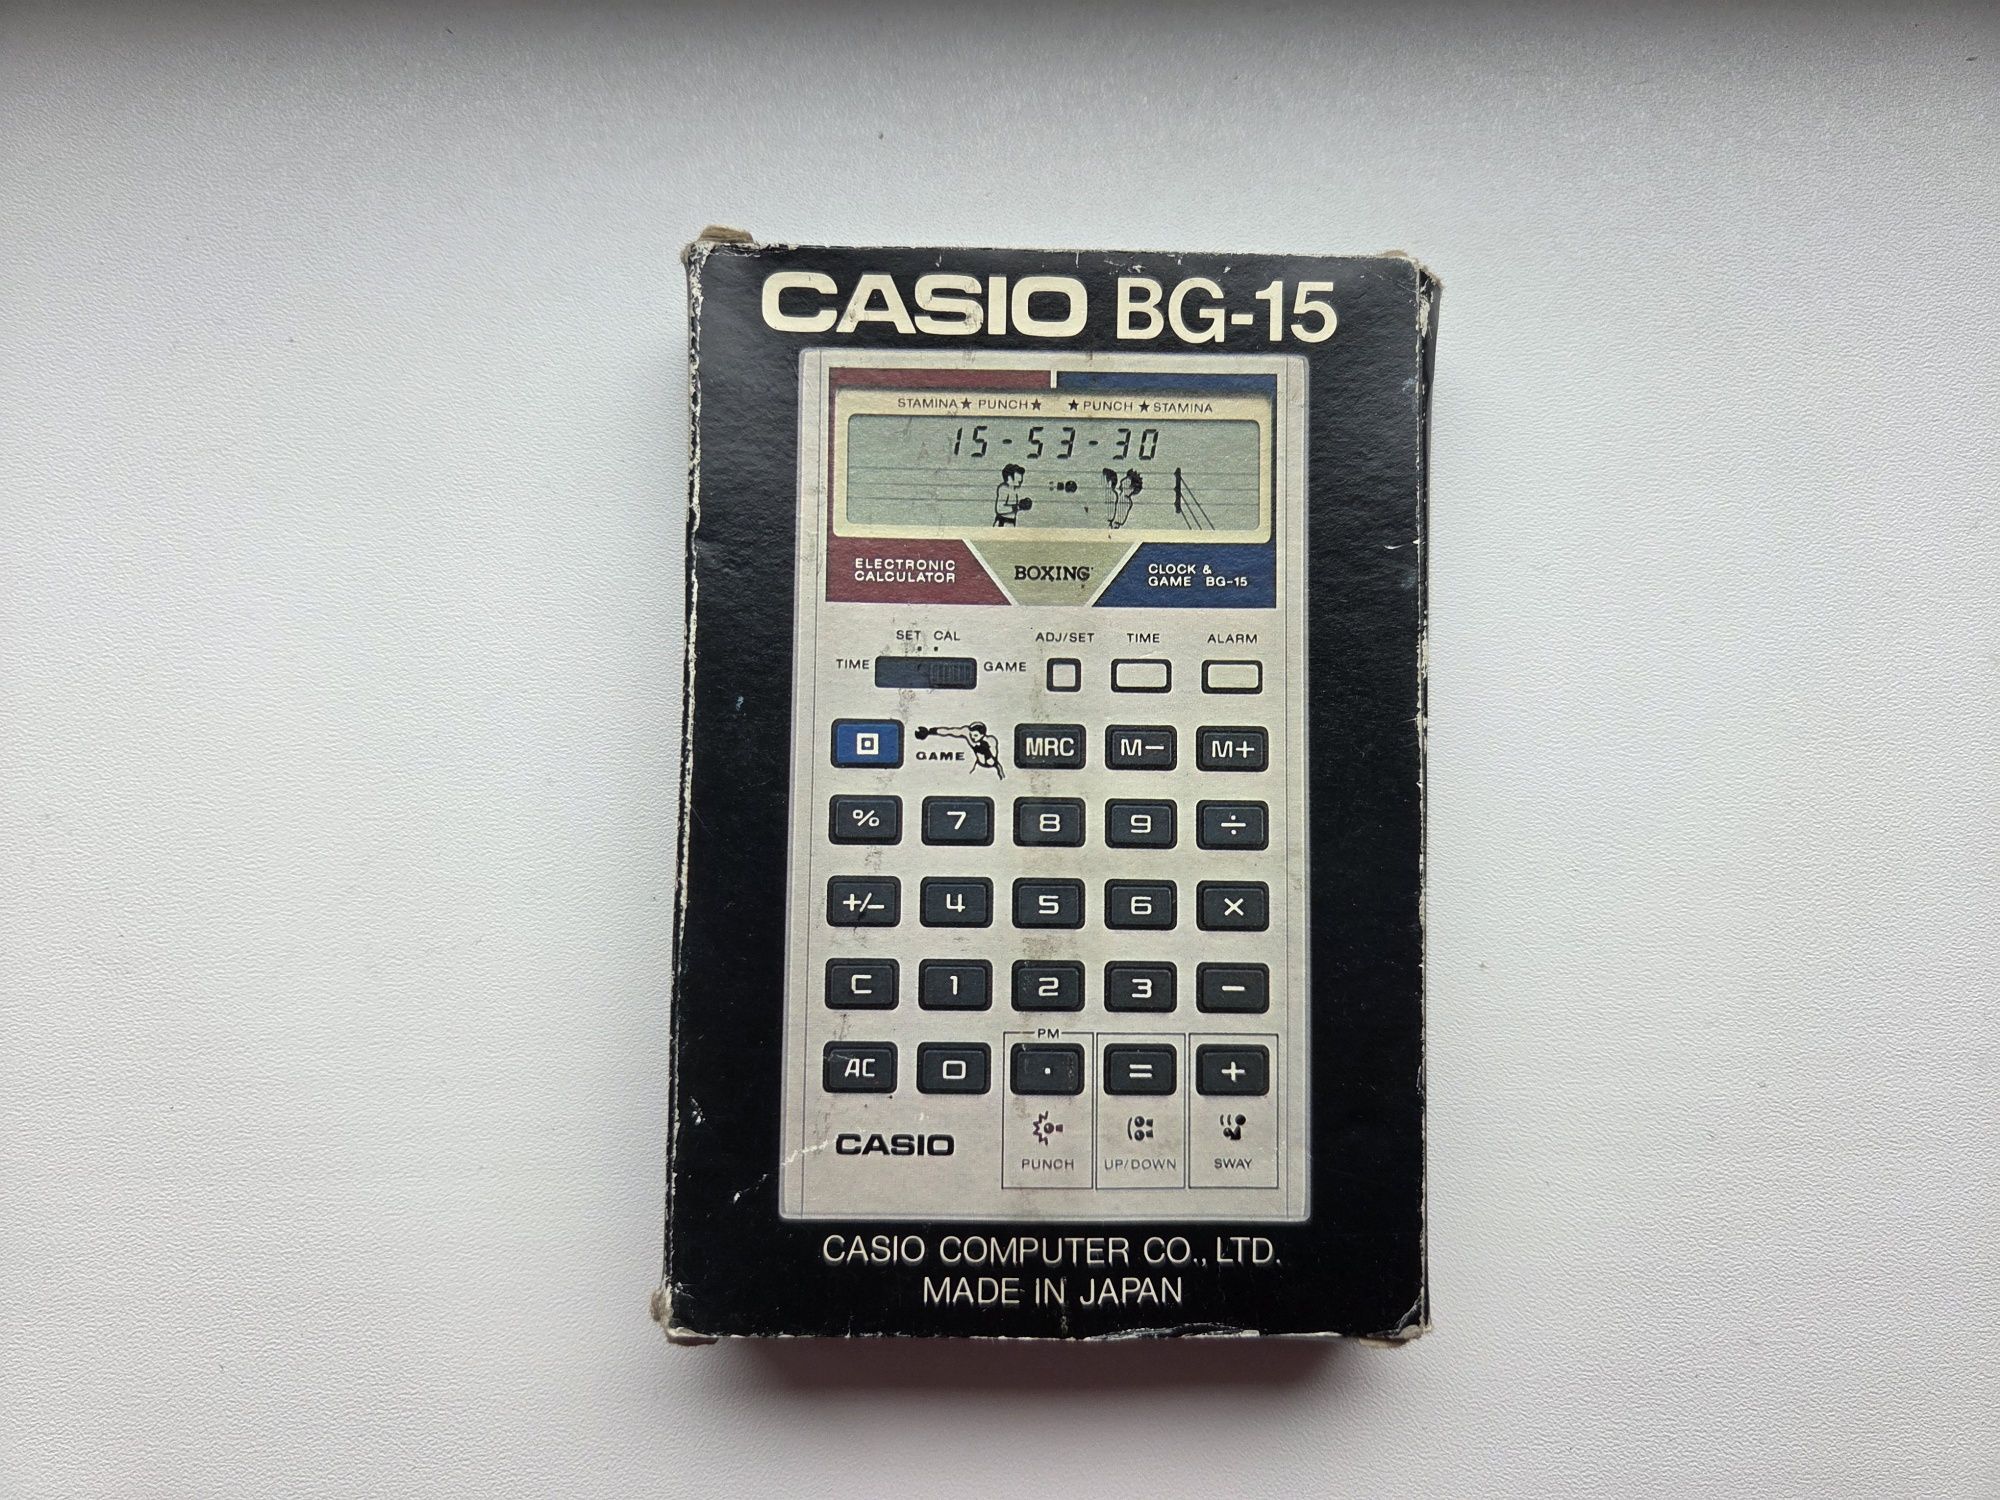 CASIO BG-15
STAMINA★ PUNCH★ ★PUNCH ★STAMINA
15-53-30
ELECTRONIC
CALCULATOR
BOXING
CLOCK &
GAME BG-15
SET CAL
TIME
GAME
ADJ/SET TIME ALARM
GAME
MRC M− M+
% 7 8 9 ÷
+/− 4 5 6 ×
C 1 2 3 −
PM
AC 0 · = +
CASIO
PUNCH UP/DOWN SWAY
CASIO COMPUTER CO., LTD.
MADE IN JAPAN